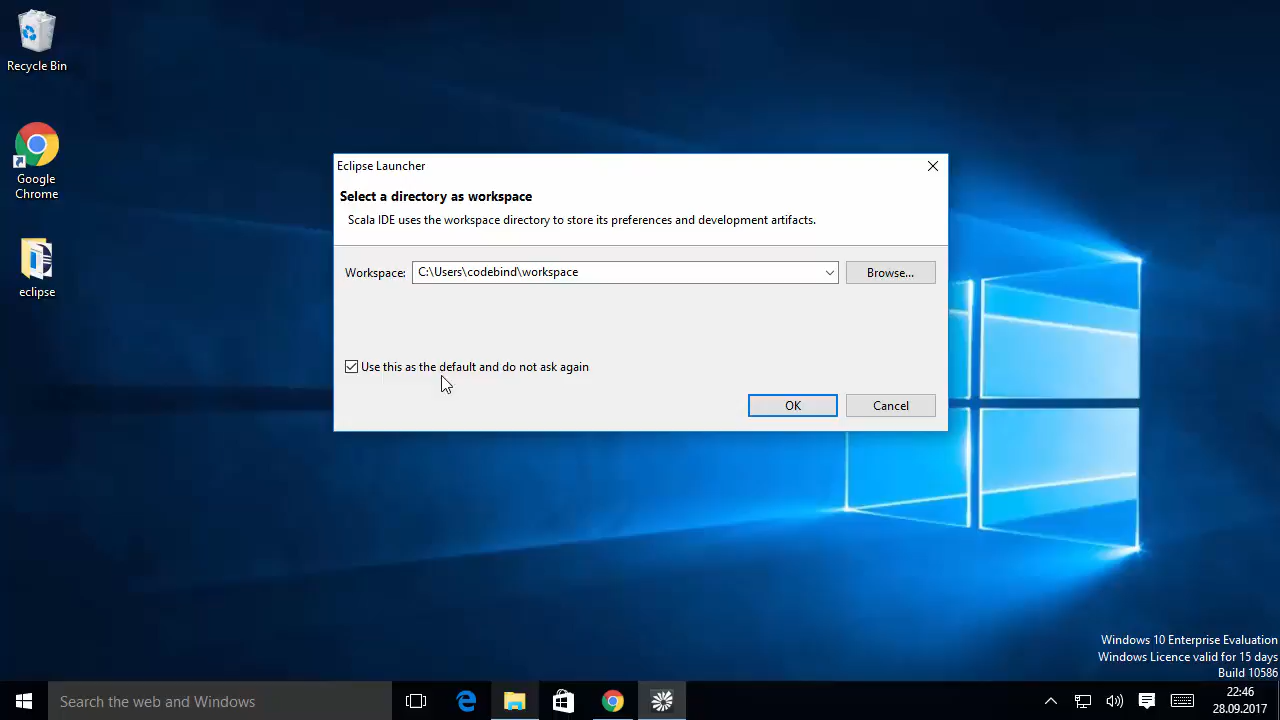 Recycle Bin
Google
Chrome
eclipse
Eclipse Launcher
Select a directory as workspace
Scala IDE uses the workspace directory to store its preferences and development artifacts.
Workspace: C:\Users\codebind\workspace Browse...
Use this as the default and do not ask again
OK Cancel
Windows 10 Enterprise Evaluation
Windows Licence valid for 15 days
Build 10586
Search the web and Windows
22:46
28.09.2017